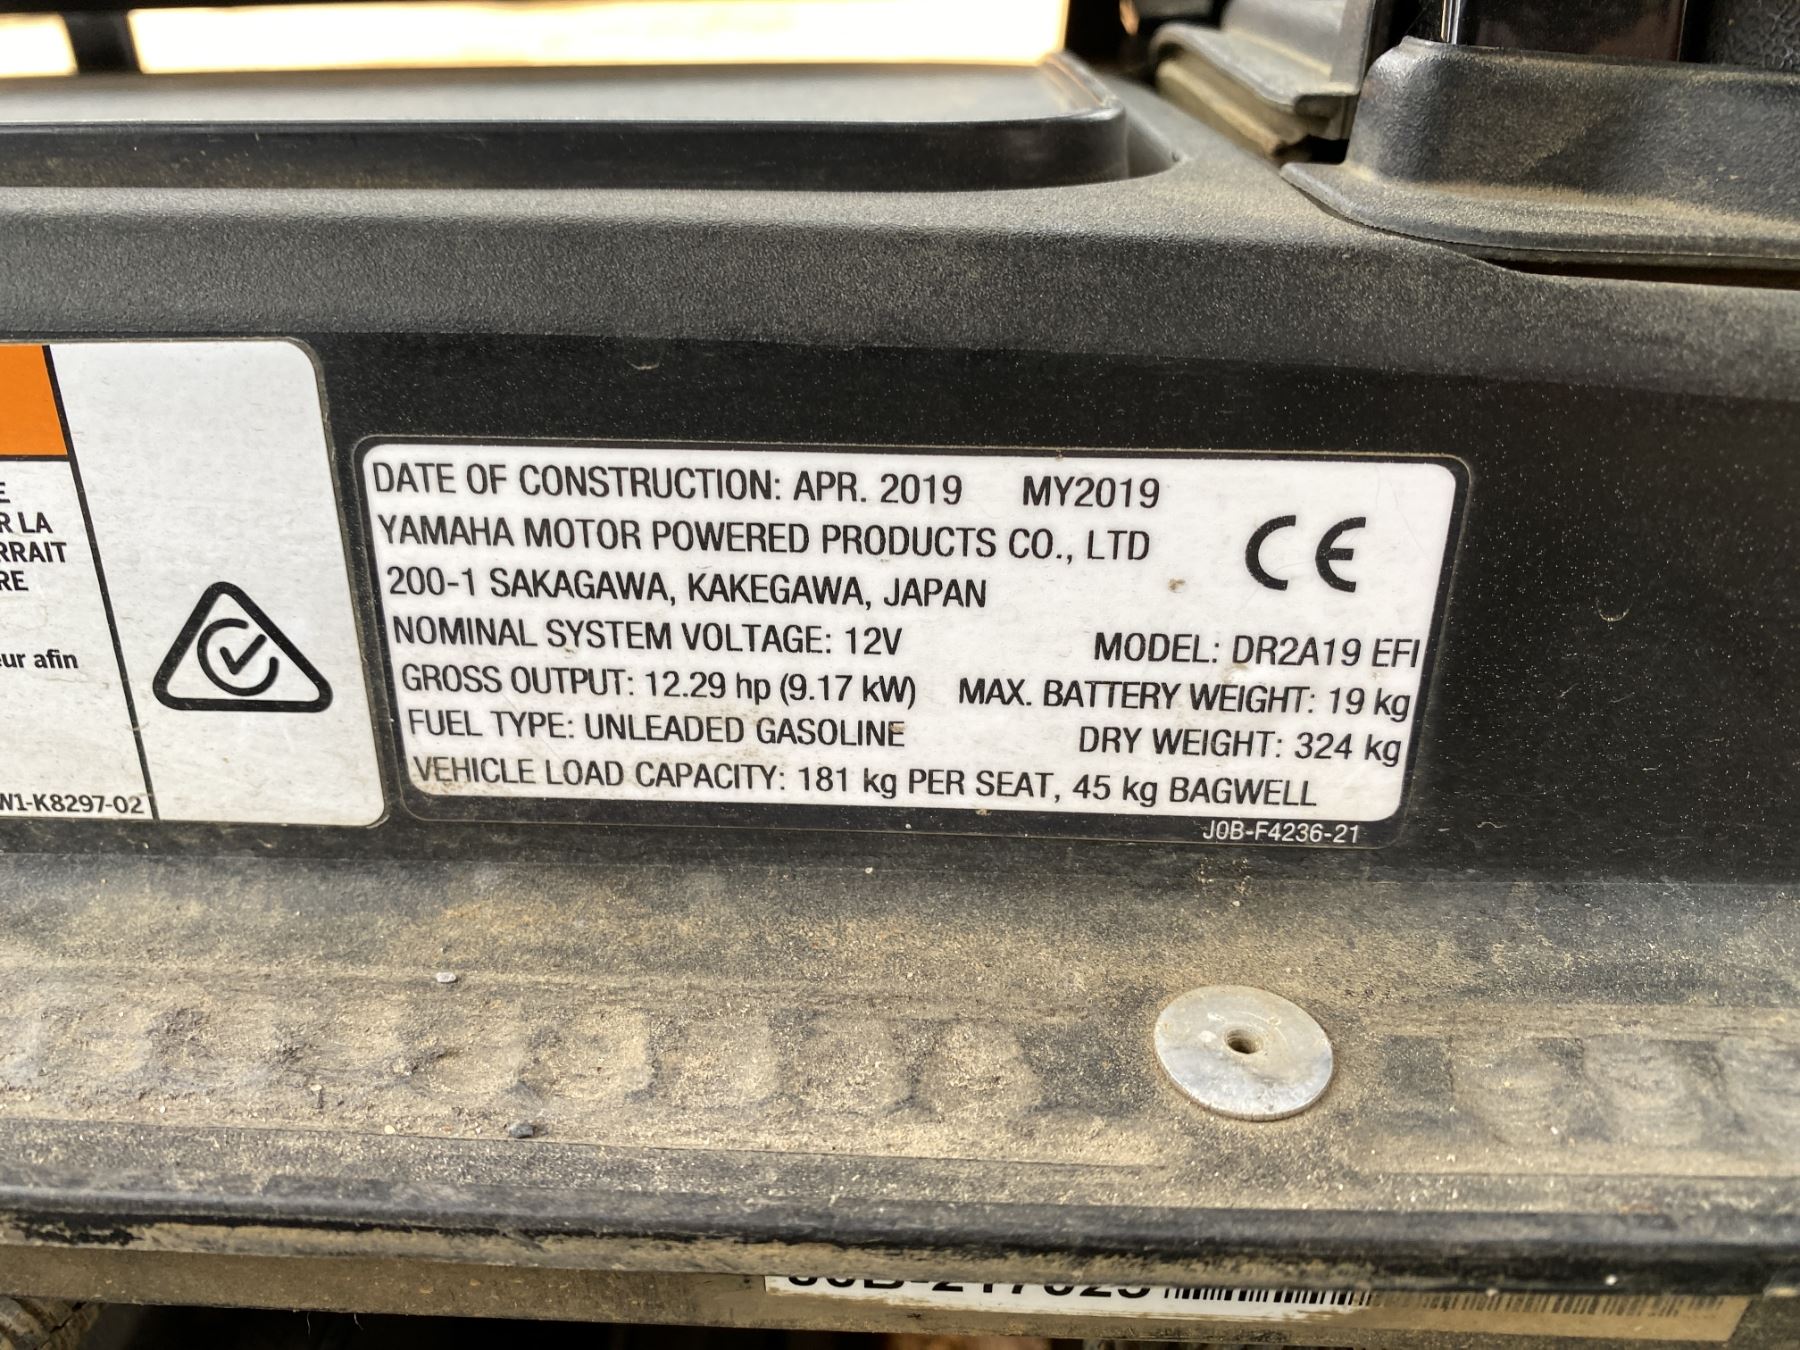 DATE OF CONSTRUCTION: APR. 2019 MY2019
YAMAHA MOTOR POWERED PRODUCTS CO., LTD
200-1 SAKAGAWA, KAKEGAWA, JAPAN
CE
NOMINAL SYSTEM VOLTAGE: 12V MODEL: DR2A19 EFI
GROSS OUTPUT: 12.29 hp (9.17 kW) MAX. BATTERY WEIGHT: 19 kg
FUEL TYPE: UNLEADED GASOLINE DRY WEIGHT: 324 kg
VEHICLE LOAD CAPACITY: 181 kg PER SEAT, 45 kg BAGWELL
J0B-F4236-21
E
R LA
RRAIT
RE
eur afin
W1-K8297-02